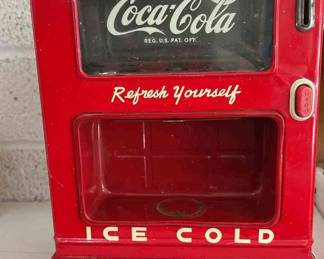 Coca-Cola
REG. U.S. PAT. OFF.
Refresh Yourself
ICE COLD